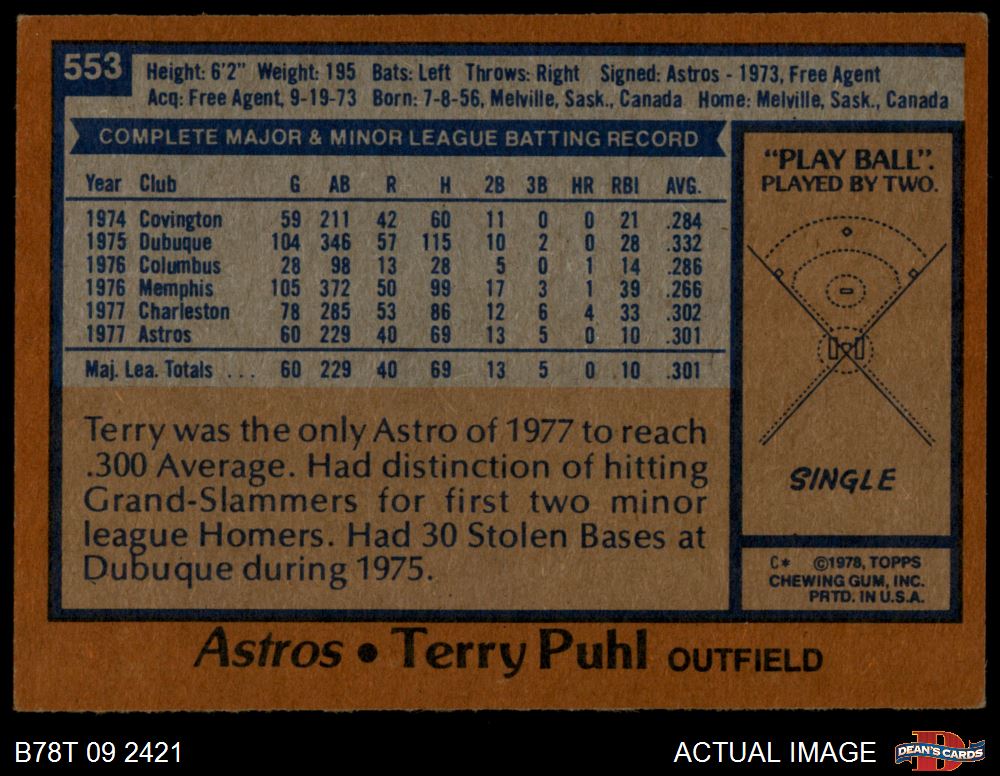 553
Height: 6'2" Weight: 195 Bats: Left Throws: Right Signed: Astros - 1973, Free Agent
Acq: Free Agent, 9-19-73 Born: 7-8-56, Melville, Sask., Canada Home: Melville, Sask., Canada
COMPLETE MAJOR & MINOR LEAGUE BATTING RECORD
Year Club G AB R H 2B 3B HR RBI AVG.
1974 Covington 59 211 42 60 11 0 0 21 .284
1975 Dubuque 104 346 57 115 10 2 0 28 .332
1976 Columbus 28 98 13 28 5 0 1 14 .286
1976 Memphis 105 372 50 99 17 3 1 39 .266
1977 Charleston 78 285 53 86 12 6 4 33 .302
1977 Astros 60 229 40 69 13 5 0 10 .301
Maj. Lea. Totals . . . 60 229 40 69 13 5 0 10 .301
Terry was the only Astro of 1977 to reach
.300 Average. Had distinction of hitting
Grand-Slammers for first two minor
league Homers. Had 30 Stolen Bases at
Dubuque during 1975.
"PLAY BALL".
PLAYED BY TWO.
SINGLE
C* ©1978, TOPPS
CHEWING GUM, INC.
PRTD. IN U.S.A.
Astros • Terry Puhl OUTFIELD
B78T 09 2421
ACTUAL IMAGE
D
DEAN'S CARDS